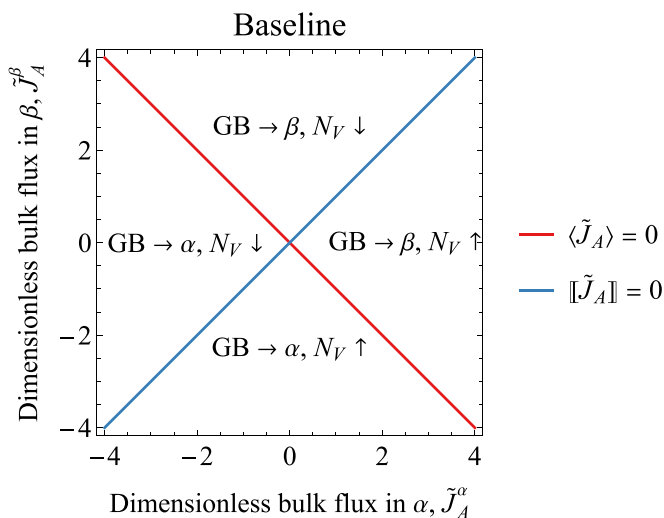 Baseline
Dimensionless bulk flux in β, J̃_A^β
4
2
0
−2
−4
GB → β, N_V ↓
GB → α, N_V ↓
GB → β, N_V ↑
GB → α, N_V ↑
−4 −2 0 2 4
Dimensionless bulk flux in α, J̃_A^α
⟨J̃_A⟩ = 0
⟦J̃_A⟧ = 0